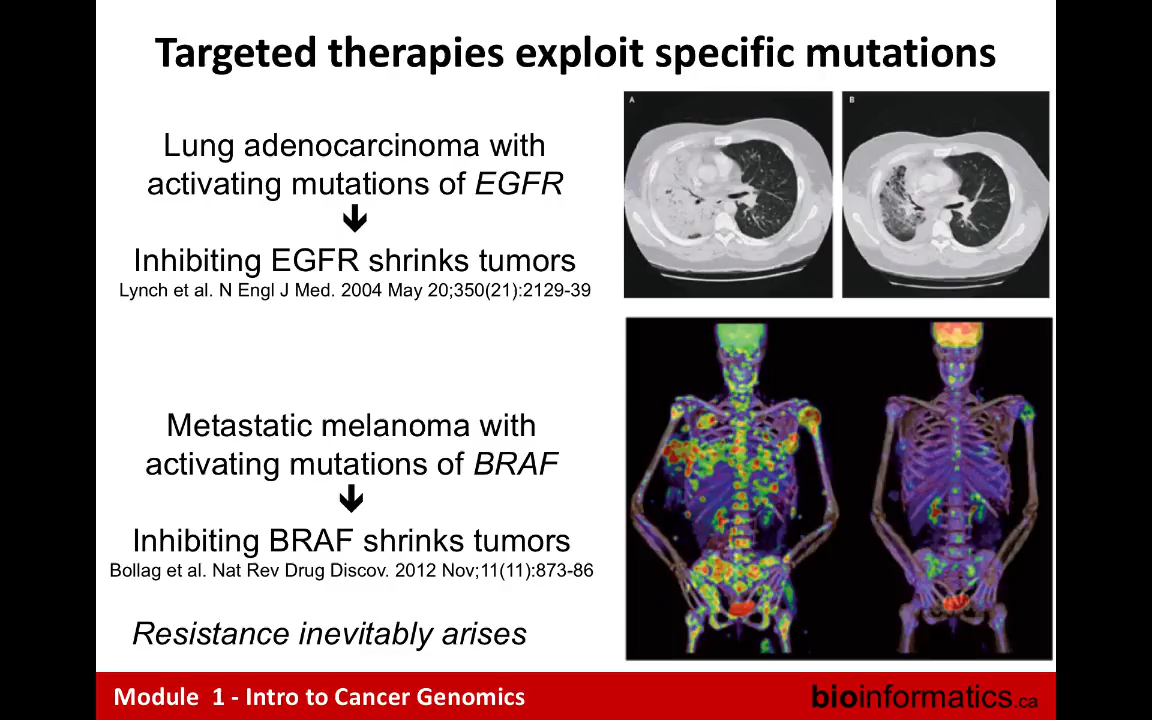 Targeted therapies exploit specific mutations
Lung adenocarcinoma with
activating mutations of EGFR
🡫
Inhibiting EGFR shrinks tumors
Lynch et al. N Engl J Med. 2004 May 20;350(21):2129-39
A
B
Metastatic melanoma with
activating mutations of BRAF
🡫
Inhibiting BRAF shrinks tumors
Bollag et al. Nat Rev Drug Discov. 2012 Nov;11(11):873-86
Resistance inevitably arises
Module 1 - Intro to Cancer Genomics
bioinformatics.ca